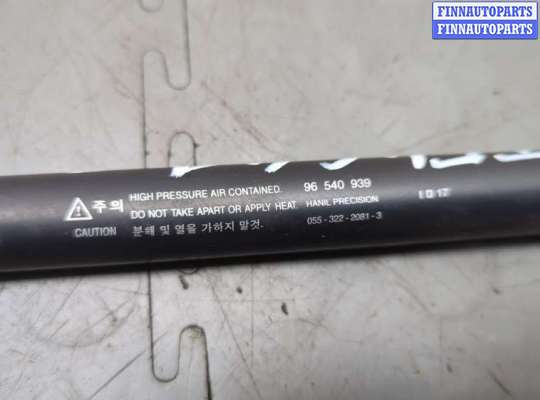 FINNAUTOPARTS
FINNAUTOPARTS
주의 HIGH PRESSURE AIR CONTAINED. 96 540 939
DO NOT TAKE APART OR APPLY HEAT. HANIL PRECISION
CAUTION 분해 및 열을 가하지 말것. 055-322-2081-3